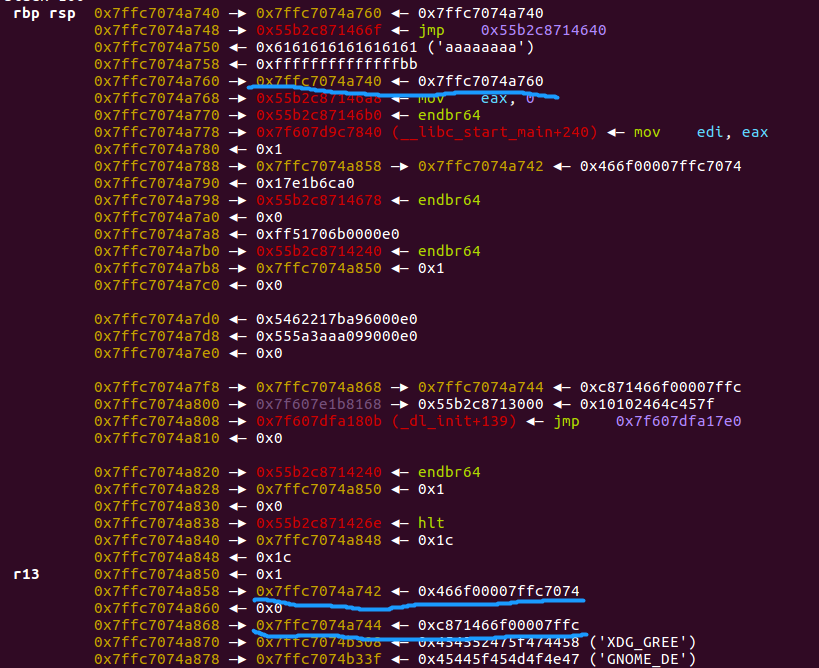 rbp rsp 0x7ffc7074a740 —▸ 0x7ffc7074a760 ◂— 0x7ffc7074a740
0x7ffc7074a748 —▸ 0x55b2c871466f ◂— jmp 0x55b2c8714640
0x7ffc7074a750 ◂— 0x6161616161616161 ('aaaaaaaa')
0x7ffc7074a758 ◂— 0xffffffffffffffbb
0x7ffc7074a760 —▸ 0x7ffc7074a740 ◂— 0x7ffc7074a760
0x7ffc7074a768 —▸ 0x55b2c87146a8 ◂— mov eax, 0
0x7ffc7074a770 —▸ 0x55b2c87146b0 ◂— endbr64
0x7ffc7074a778 —▸ 0x7f607d9c7840 (__libc_start_main+240) ◂— mov edi, eax
0x7ffc7074a780 ◂— 0x1
0x7ffc7074a788 —▸ 0x7ffc7074a858 —▸ 0x7ffc7074a742 ◂— 0x466f00007ffc7074
0x7ffc7074a790 ◂— 0x17e1b6ca0
0x7ffc7074a798 —▸ 0x55b2c8714678 ◂— endbr64
0x7ffc7074a7a0 ◂— 0x0
0x7ffc7074a7a8 ◂— 0xff51706b0000e0
0x7ffc7074a7b0 —▸ 0x55b2c8714240 ◂— endbr64
0x7ffc7074a7b8 —▸ 0x7ffc7074a850 ◂— 0x1
0x7ffc7074a7c0 ◂— 0x0
0x7ffc7074a7d0 ◂— 0x5462217ba96000e0
0x7ffc7074a7d8 ◂— 0x555a3aaa099000e0
0x7ffc7074a7e0 ◂— 0x0
0x7ffc7074a7f8 —▸ 0x7ffc7074a868 —▸ 0x7ffc7074a744 ◂— 0xc871466f00007ffc
0x7ffc7074a800 —▸ 0x7f607e1b8168 —▸ 0x55b2c8713000 ◂— 0x10102464c457f
0x7ffc7074a808 —▸ 0x7f607dfa180b (_dl_init+139) ◂— jmp 0x7f607dfa17e0
0x7ffc7074a810 ◂— 0x0
0x7ffc7074a820 —▸ 0x55b2c8714240 ◂— endbr64
0x7ffc7074a828 —▸ 0x7ffc7074a850 ◂— 0x1
0x7ffc7074a830 ◂— 0x0
0x7ffc7074a838 —▸ 0x55b2c871426e ◂— hlt
0x7ffc7074a840 —▸ 0x7ffc7074a848 ◂— 0x1c
0x7ffc7074a848 ◂— 0x1c
r13 0x7ffc7074a850 ◂— 0x1
0x7ffc7074a858 —▸ 0x7ffc7074a742 ◂— 0x466f00007ffc7074
0x7ffc7074a860 ◂— 0x0
0x7ffc7074a868 —▸ 0x7ffc7074a744 ◂— 0xc871466f00007ffc
0x7ffc7074a870 —▸ 0x7ffc7074b308 ◂— 0x454552475f474458 ('XDG_GREE')
0x7ffc7074a878 —▸ 0x7ffc7074b33f ◂— 0x45445f454d4f4e47 ('GNOME_DE')